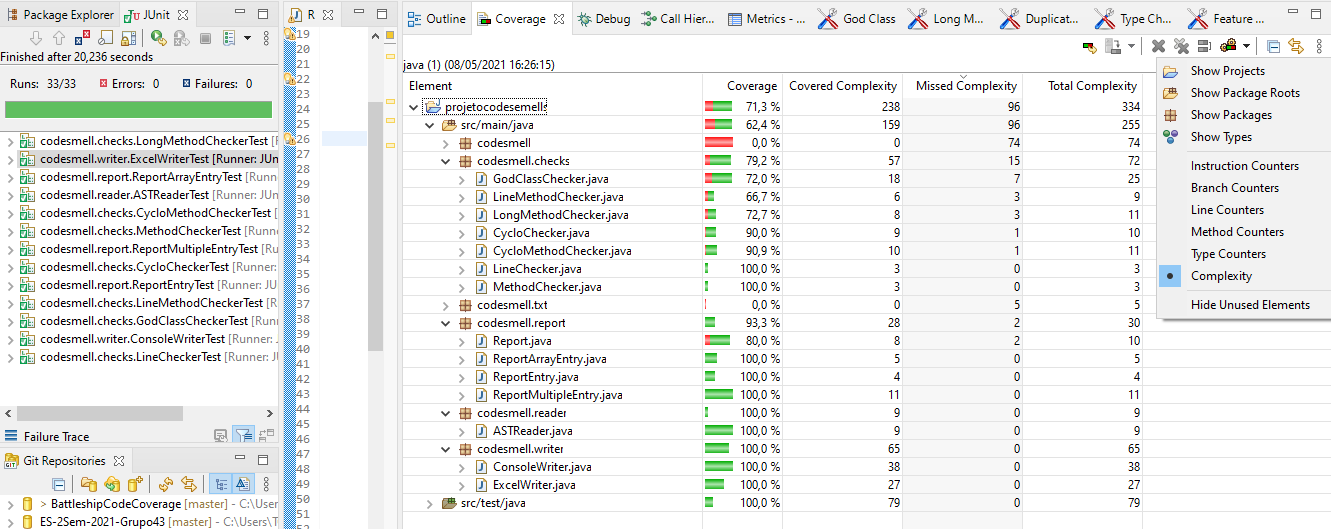 Package Explorer JUnit
Finished after 20,236 seconds
Runs: 33/33 Errors: 0 Failures: 0
codesmell.checks.LongMethodCheckerTest [Runner: JUn
codesmell.writer.ExcelWriterTest [Runner: JUnit
codesmell.report.ReportArrayEntryTest [Runner: J
codesmell.reader.ASTReaderTest [Runner: JUnit
codesmell.checks.CycloMethodCheckerTest [Run
codesmell.checks.MethodCheckerTest [Runner: J
codesmell.report.ReportMultipleEntryTest [Runn
codesmell.checks.CycloCheckerTest [Runner: JU
codesmell.report.ReportEntryTest [Runner: JUnit
codesmell.checks.LineMethodCheckerTest [Runn
codesmell.checks.GodClassCheckerTest [Runner:
codesmell.writer.ConsoleWriterTest [Runner: JU
codesmell.checks.LineCheckerTest [Runner: JUni
Failure Trace
Git Repositories
> BattleshipCodeCoverage [master] - C:\User
ES-2Sem-2021-Grupo43 [master] - C:\Users\T
R
19
20
21
22
23
24
25
26
27
28
29
30
31
32
33
34
35
36
37
38
39
40
41
42
43
44
45
46
47
48
49
50
51
52
Outline Coverage Debug Call Hier... Metrics - ... God Class Long M... Duplicat... Type Ch... Feature ...
java (1) (08/05/2021 16:26:15)
Element Coverage Covered Complexity Missed Complexity Total Complexity
projetocodesemells 71,3 % 238 96 334
src/main/java 62,4 % 159 96 255
codesmell 0,0 % 0 74 74
codesmell.checks 79,2 % 57 15 72
GodClassChecker.java 72,0 % 18 7 25
LineMethodChecker.java 66,7 % 6 3 9
LongMethodChecker.java 72,7 % 8 3 11
CycloChecker.java 90,0 % 9 1 10
CycloMethodChecker.java 90,9 % 10 1 11
LineChecker.java 100,0 % 3 0 3
MethodChecker.java 100,0 % 3 0 3
codesmell.txt 0,0 % 0 5 5
codesmell.report 93,3 % 28 2 30
Report.java 80,0 % 8 2 10
ReportArrayEntry.java 100,0 % 5 0 5
ReportEntry.java 100,0 % 4 0 4
ReportMultipleEntry.java 100,0 % 11 0 11
codesmell.reader 100,0 % 9 0 9
ASTReader.java 100,0 % 9 0 9
codesmell.writer 100,0 % 65 0 65
ConsoleWriter.java 100,0 % 38 0 38
ExcelWriter.java 100,0 % 27 0 27
src/test/java 100,0 % 79 0 79
Show Projects
Show Package Roots
Show Packages
Show Types
Instruction Counters
Branch Counters
Line Counters
Method Counters
Type Counters
Complexity
Hide Unused Elements